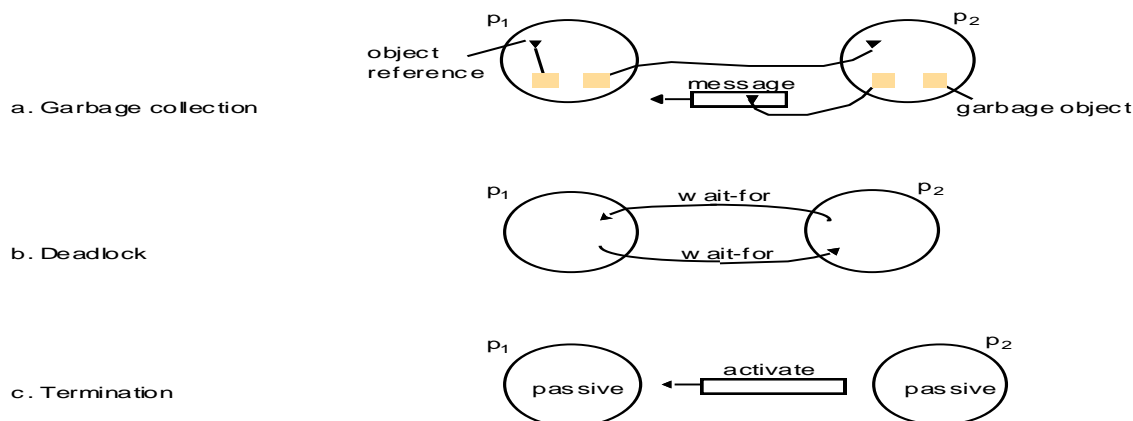 p1
p2
object
reference
message
a. Garbage collection
garbage object
p1
p2
wait-for
b. Deadlock
wait-for
p1
p2
activate
passive
passive
c. Termination